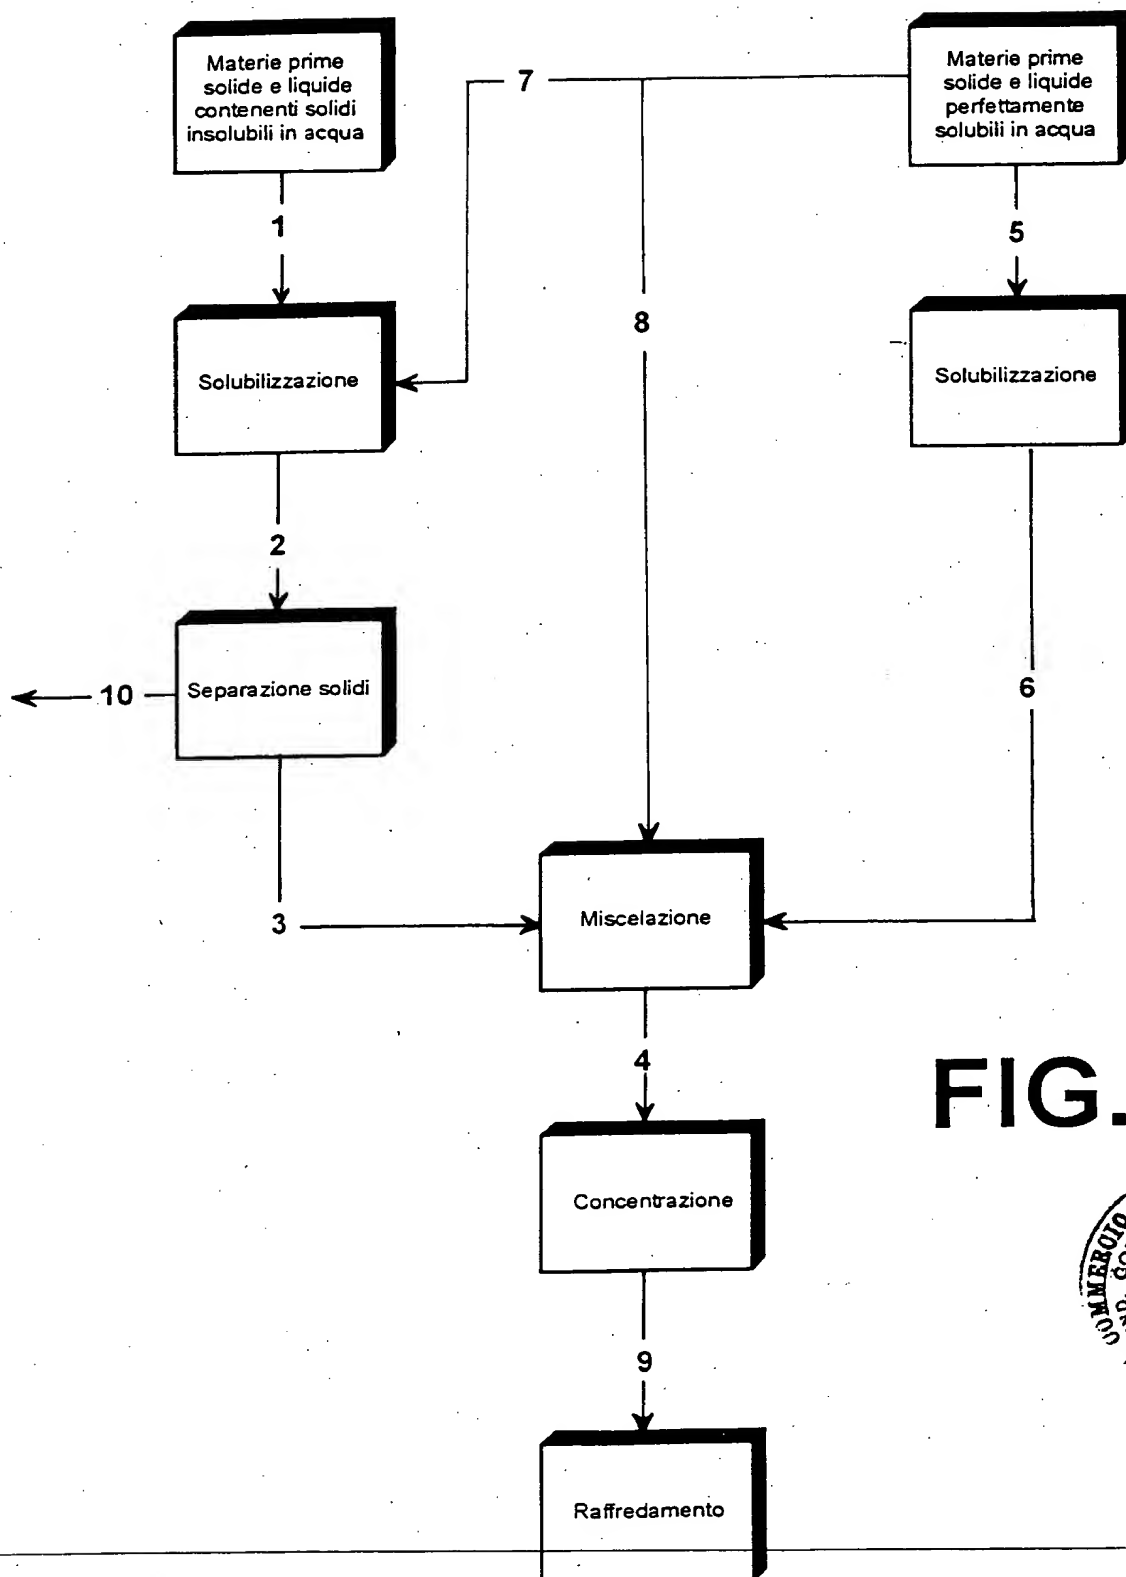 Materie prime
solide e liquide
contenenti solidi
insolubili in acqua
7
Materie prime
solide e liquide
perfettamente
solubili in acqua
1
5
8
Solubilizzazione
Solubilizzazione
2
10
Separazione solidi
6
3
Miscelazione
4
FIG.
Concentrazione
9
Raffredamento